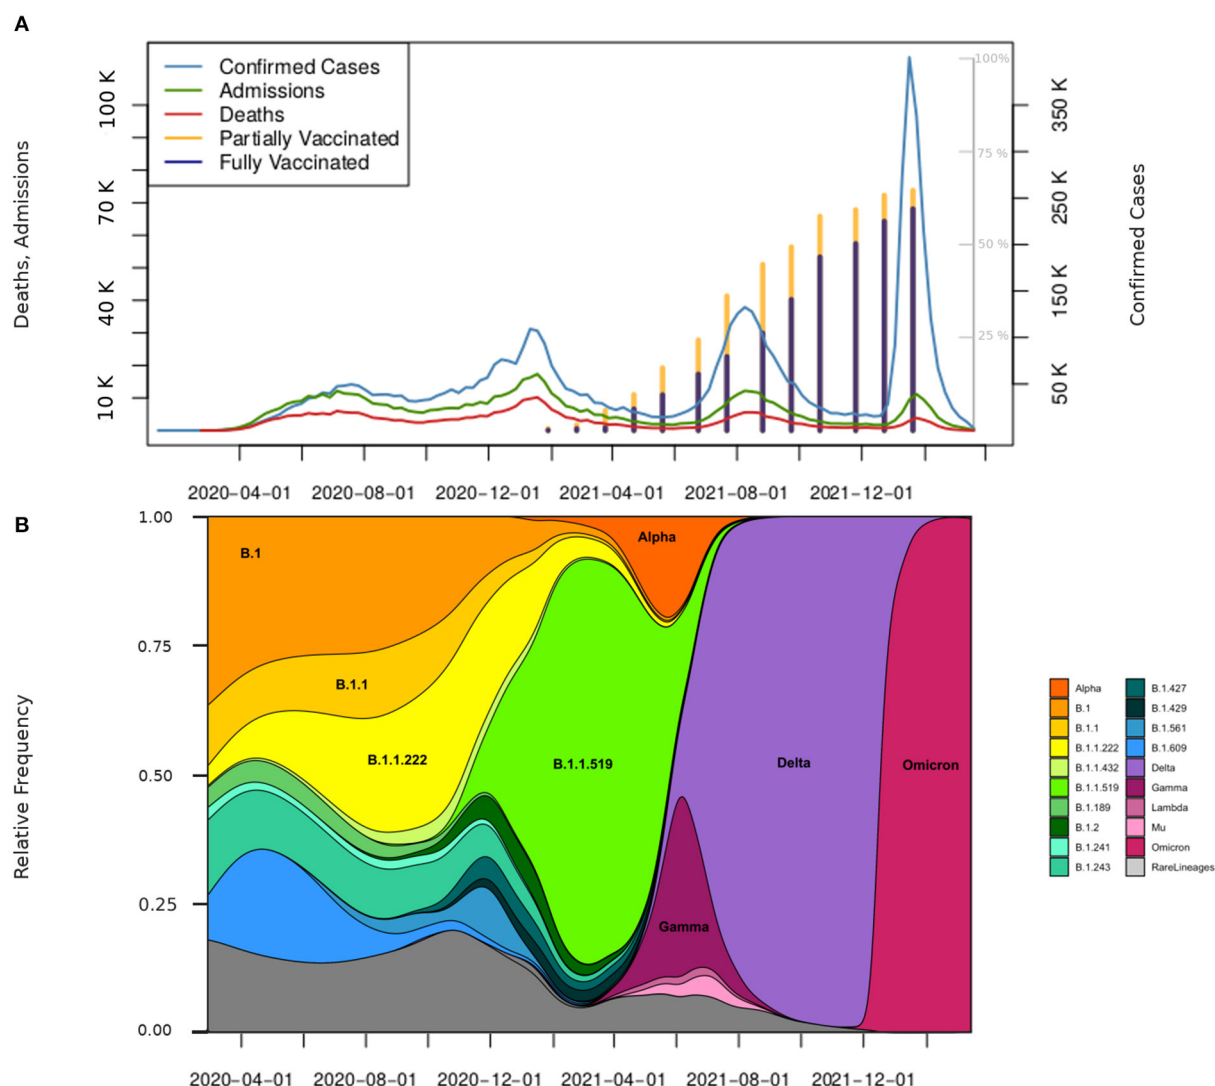 A
Confirmed Cases
Admissions
Deaths
Partially Vaccinated
Fully Vaccinated
Deaths, Admissions
100 K
70 K
40 K
10 K
100%
75 %
50 %
25 %
350 K
250 K
150 K
50 K
Confirmed Cases
2020-04-01 2020-08-01 2020-12-01 2021-04-01 2021-08-01 2021-12-01
B
Relative Frequency
1.00
0.75
0.50
0.25
0.00
B.1
Alpha
B.1.1
B.1.1.222
B.1.1.519
Delta
Omicron
Gamma
Alpha
B.1
B.1.1
B.1.1.222
B.1.1.432
B.1.1.519
B.1.189
B.1.2
B.1.241
B.1.243
B.1.427
B.1.429
B.1.561
B.1.609
Delta
Gamma
Lambda
Mu
Omicron
RareLineages
2020-04-01 2020-08-01 2020-12-01 2021-04-01 2021-08-01 2021-12-01